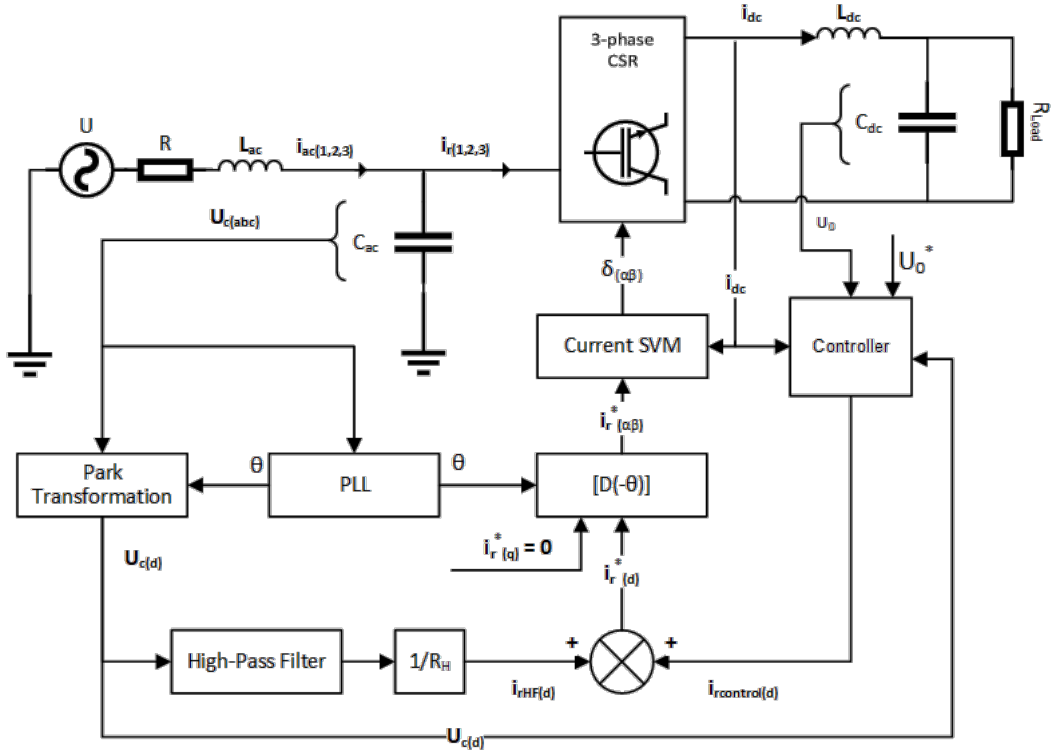 i_dc
L_dc
3-phase
CSR
U
R
L_ac
i_ac(1,2,3)
i_r(1,2,3)
C_dc
R_Load
U_c(abc)
C_ac
U_0
U_0^*
δ_(αβ)
i_dc
Current SVM
Controller
i_r^*_(αβ)
Park
Transformation
θ
PLL
θ
[D(-θ)]
i_r^*_(q) = 0
U_c(d)
i_r^*_(d)
High-Pass Filter
1/R_H
+
+
i_rHF(d)
i_rcontrol(d)
U_c(d)